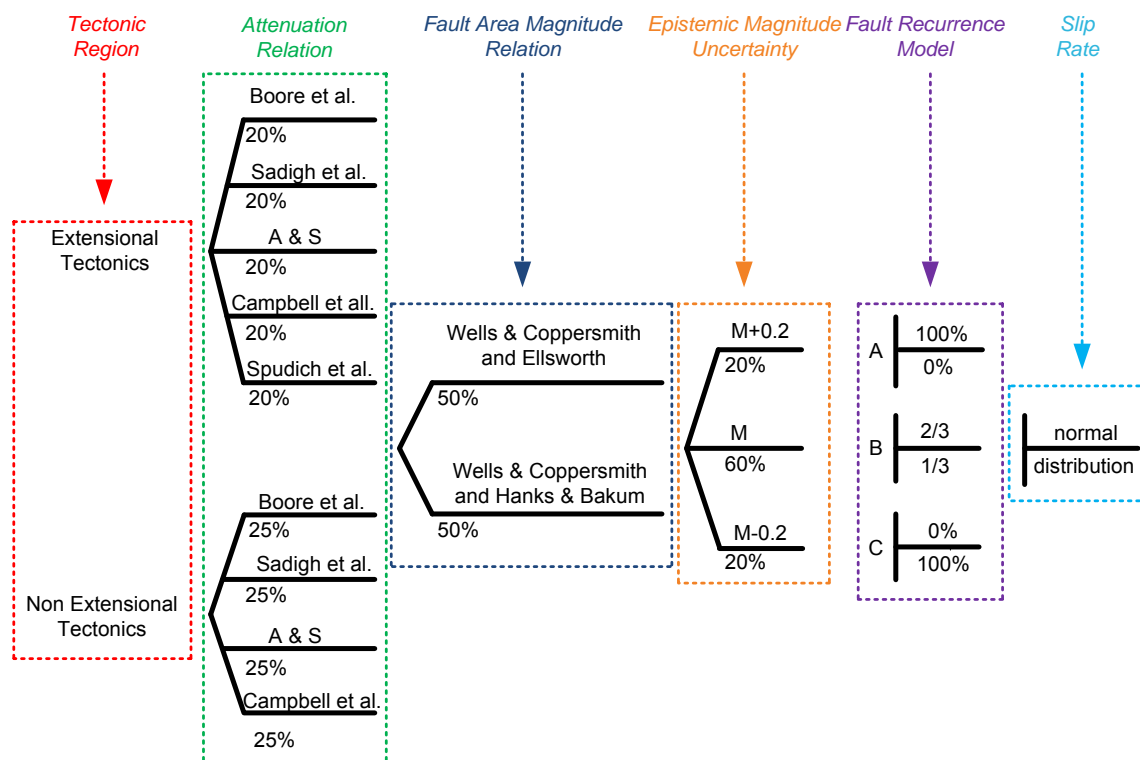 Tectonic
Region
Attenuation
Relation
Fault Area Magnitude
Relation
Epistemic Magnitude
Uncertainty
Fault Recurrence
Model
Slip
Rate
Extensional
Tectonics
Non Extensional
Tectonics
Boore et al.
20%
Sadigh et al.
20%
A & S
20%
Campbell et all.
20%
Spudich et al.
20%
Boore et al.
25%
Sadigh et al.
25%
A & S
25%
Campbell et al.
25%
Wells & Coppersmith
and Ellsworth
50%
Wells & Coppersmith
and Hanks & Bakum
50%
M+0.2
20%
M
60%
M-0.2
20%
A
100%
0%
B
2/3
1/3
C
0%
100%
normal
distribution